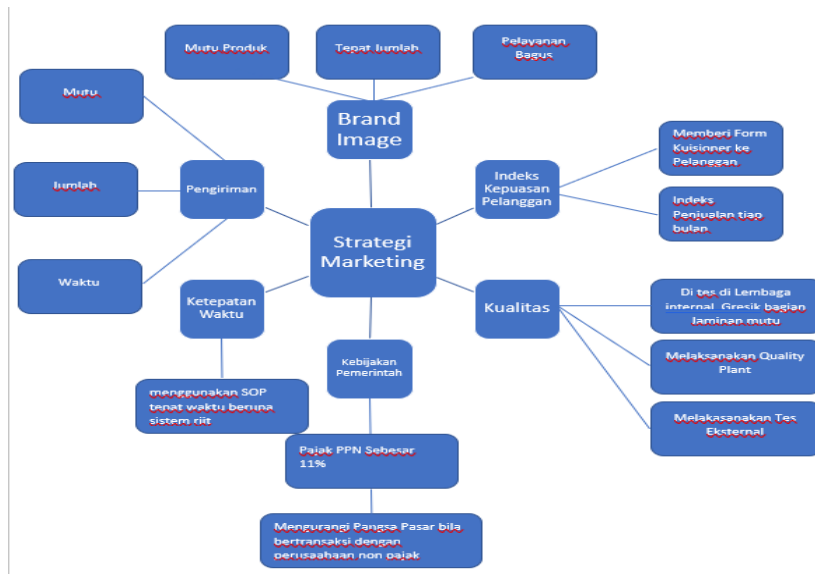 Mutu Produk
Tepat Jumlah
Pelayanan
Bagus
Mutu
Brand
Image
Memberi Form
Kuisioner ke
Pelanggan
Jumlah
Pengiriman
Indeks
Kepuasan
Pelanggan
Indeks
Penjualan tiap
bulan
Strategi
Marketing
Waktu
Ketepatan
Waktu
Kualitas
Di tes di Lembaga
internal Gresik bagian
jaminan mutu
Kebijakan
Pemerintah
Melaksanakan Quality
Plant
menggunakan SOP
tepat waktu berupa
sistem riit
Melakasanakan Tes
Eksternal
Pajak PPN Sebesar
11%
Mengurangi Pangsa Pasar bila
bertransaksi dengan
perusaahaan non pajak